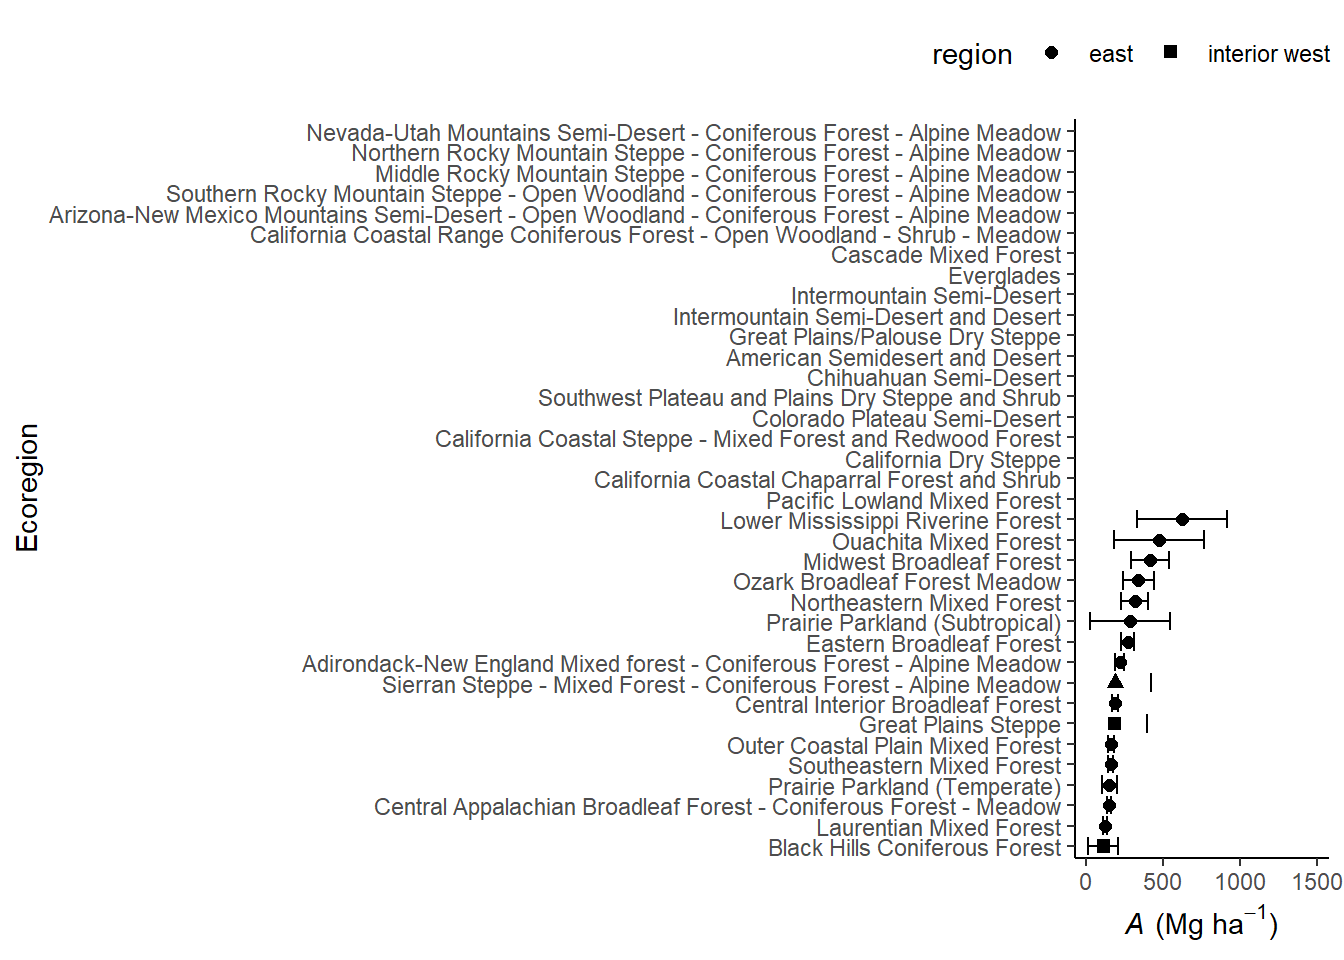 region east interior west
Nevada-Utah Mountains Semi-Desert - Coniferous Forest - Alpine Meadow
Northern Rocky Mountain Steppe - Coniferous Forest - Alpine Meadow
Middle Rocky Mountain Steppe - Coniferous Forest - Alpine Meadow
Southern Rocky Mountain Steppe - Open Woodland - Coniferous Forest - Alpine Meadow
Arizona-New Mexico Mountains Semi-Desert - Open Woodland - Coniferous Forest - Alpine Meadow
California Coastal Range Coniferous Forest - Open Woodland - Shrub - Meadow
Cascade Mixed Forest
Everglades
Intermountain Semi-Desert
Intermountain Semi-Desert and Desert
Great Plains/Palouse Dry Steppe
American Semidesert and Desert
Chihuahuan Semi-Desert
Southwest Plateau and Plains Dry Steppe and Shrub
Colorado Plateau Semi-Desert
California Coastal Steppe - Mixed Forest and Redwood Forest
California Dry Steppe
California Coastal Chaparral Forest and Shrub
Pacific Lowland Mixed Forest
Lower Mississippi Riverine Forest
Ouachita Mixed Forest
Midwest Broadleaf Forest
Ozark Broadleaf Forest Meadow
Northeastern Mixed Forest
Prairie Parkland (Subtropical)
Eastern Broadleaf Forest
Adirondack-New England Mixed forest - Coniferous Forest - Alpine Meadow
Sierran Steppe - Mixed Forest - Coniferous Forest - Alpine Meadow
Central Interior Broadleaf Forest
Great Plains Steppe
Outer Coastal Plain Mixed Forest
Southeastern Mixed Forest
Prairie Parkland (Temperate)
Central Appalachian Broadleaf Forest - Coniferous Forest - Meadow
Laurentian Mixed Forest
Black Hills Coniferous Forest
Ecoregion
0 500 1000 1500
A (Mg ha⁻¹)